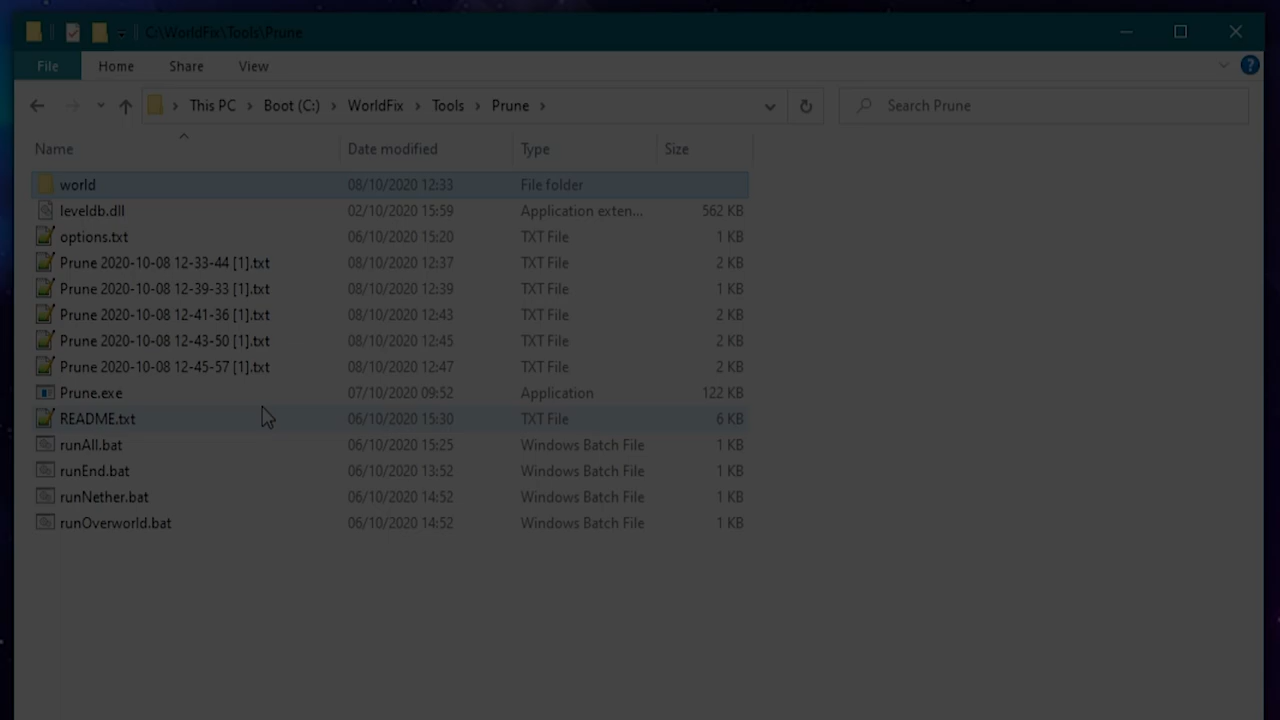 C:\WorldFix\Tools\Prune
File Home Share View
This PC Boot (C:) WorldFix Tools Prune Search Prune
Name Date modified Type Size
world 08/10/2020 12:33 File folder
leveldb.dll 02/10/2020 15:59 Application exten... 562 KB
options.txt 06/10/2020 15:20 TXT File 1 KB
Prune 2020-10-08 12-33-44 [1].txt 08/10/2020 12:37 TXT File 2 KB
Prune 2020-10-08 12-39-33 [1].txt 08/10/2020 12:39 TXT File 1 KB
Prune 2020-10-08 12-41-36 [1].txt 08/10/2020 12:43 TXT File 2 KB
Prune 2020-10-08 12-43-50 [1].txt 08/10/2020 12:45 TXT File 2 KB
Prune 2020-10-08 12-45-57 [1].txt 08/10/2020 12:47 TXT File 2 KB
Prune.exe 07/10/2020 09:52 Application 122 KB
README.txt 06/10/2020 15:30 TXT File 6 KB
runAll.bat 06/10/2020 15:25 Windows Batch File 1 KB
runEnd.bat 06/10/2020 13:52 Windows Batch File 1 KB
runNether.bat 06/10/2020 14:52 Windows Batch File 1 KB
runOverworld.bat 06/10/2020 14:52 Windows Batch File 1 KB